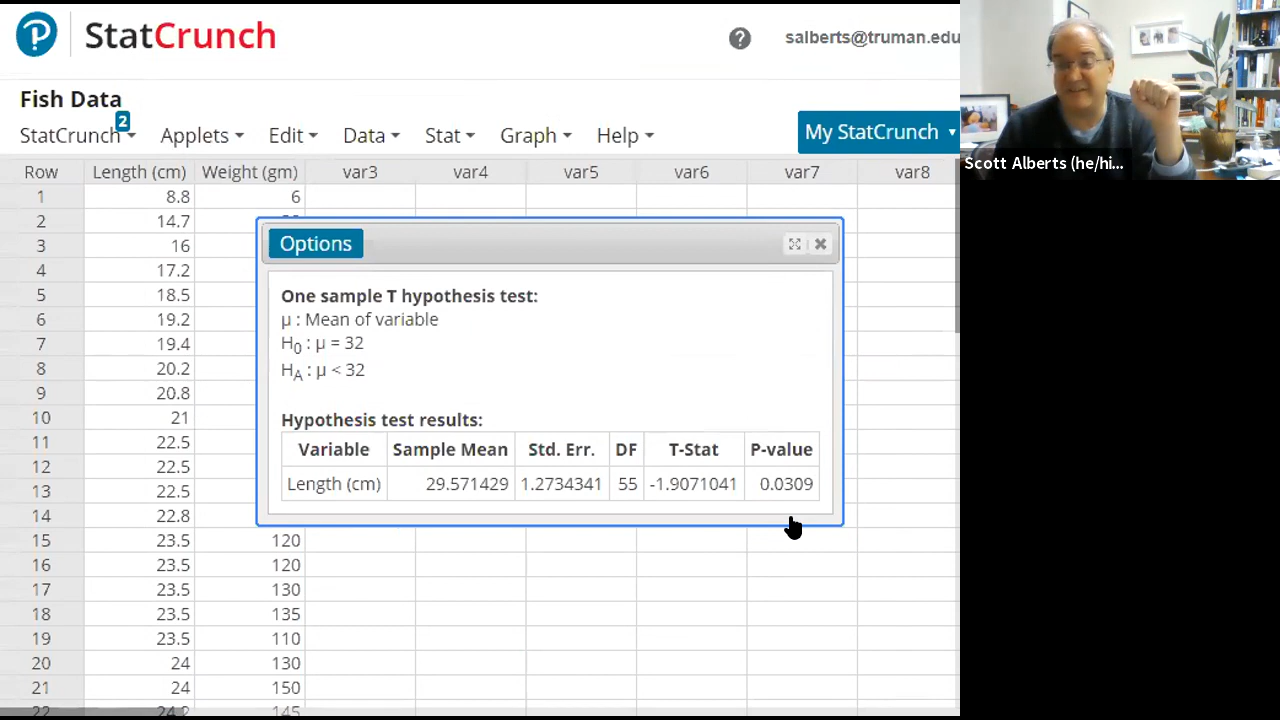 StatCrunch
salberts@truman.edu
Fish Data
2
StatCrunch Applets Edit Data Stat Graph Help My StatCrunch
Scott Alberts (he/hi...
Row Length (cm) Weight (gm) var3 var4 var5 var6 var7 var8
1 8.8 6
2 14.7
3 16
4 17.2
5 18.5
6 19.2
7 19.4
8 20.2
9 20.8
10 21
11 22.5
12 22.5
13 22.5
14 22.8
15 23.5 120
16 23.5 120
17 23.5 130
18 23.5 135
19 23.5 110
20 24 130
21 24 150
22 24.2 145
Options
One sample T hypothesis test:
μ : Mean of variable
H0 : μ = 32
HA : μ < 32
Hypothesis test results:
Variable Sample Mean Std. Err. DF T-Stat P-value
Length (cm) 29.571429 1.2734341 55 -1.9071041 0.0309